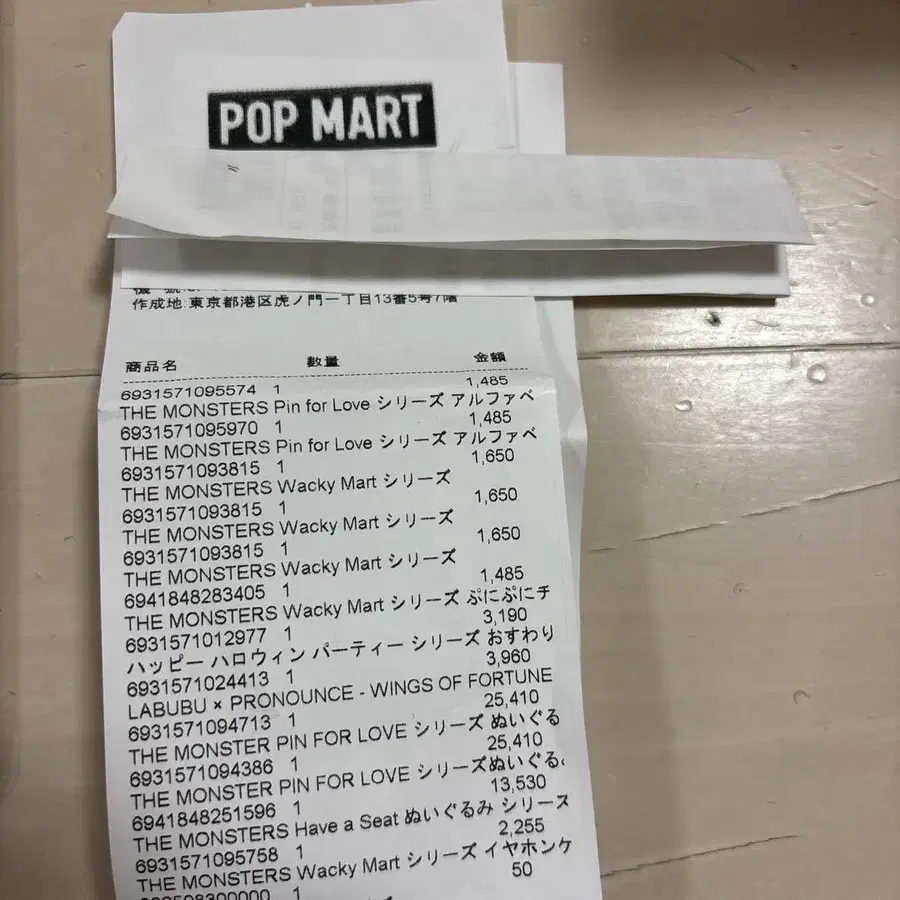 POP MART
作成地:東京都港区虎ノ門一丁目13番5号7階
商品名 数量 金額
6931571095574 1 1,485
THE MONSTERS Pin for Love シリーズ アルファベ
6931571095970 1 1,485
THE MONSTERS Pin for Love シリーズ アルファベ
6931571093815 1 1,650
THE MONSTERS Wacky Mart シリーズ
6931571093815 1 1,650
THE MONSTERS Wacky Mart シリーズ
6931571093815 1 1,650
THE MONSTERS Wacky Mart シリーズ
6941848283405 1 1,485
THE MONSTERS Wacky Mart シリーズ ぷにぷにチ
6931571012977 1 3,190
ハッピー ハロウィン パーティー シリーズ おすわり
6931571024413 1 3,960
LABUBU × PRONOUNCE - WINGS OF FORTUNE
6931571094713 1 25,410
THE MONSTER PIN FOR LOVE シリーズ ぬいぐる
6931571094386 1 25,410
THE MONSTER PIN FOR LOVE シリーズぬいぐる
6941848251596 1 13,530
THE MONSTERS Have a Seat ぬいぐるみ シリース
6931571095758 1 2,255
THE MONSTERS Wacky Mart シリーズ イヤホンケ
1 50